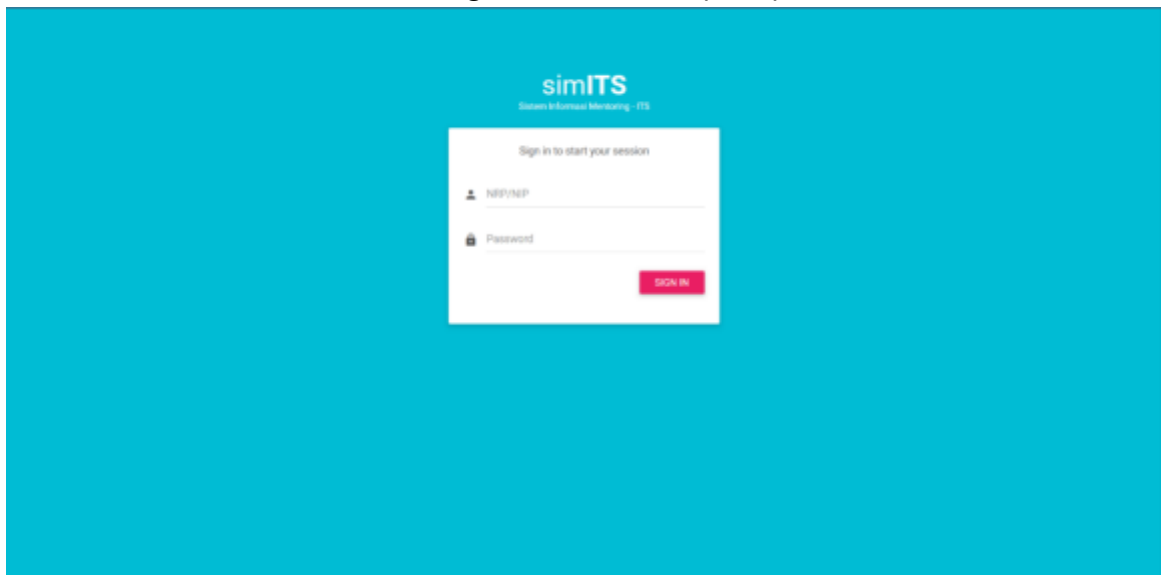 simITS
Sistem Informasi Mentoring - ITS
Sign in to start your session
NRP/NIP
Password
SIGN IN